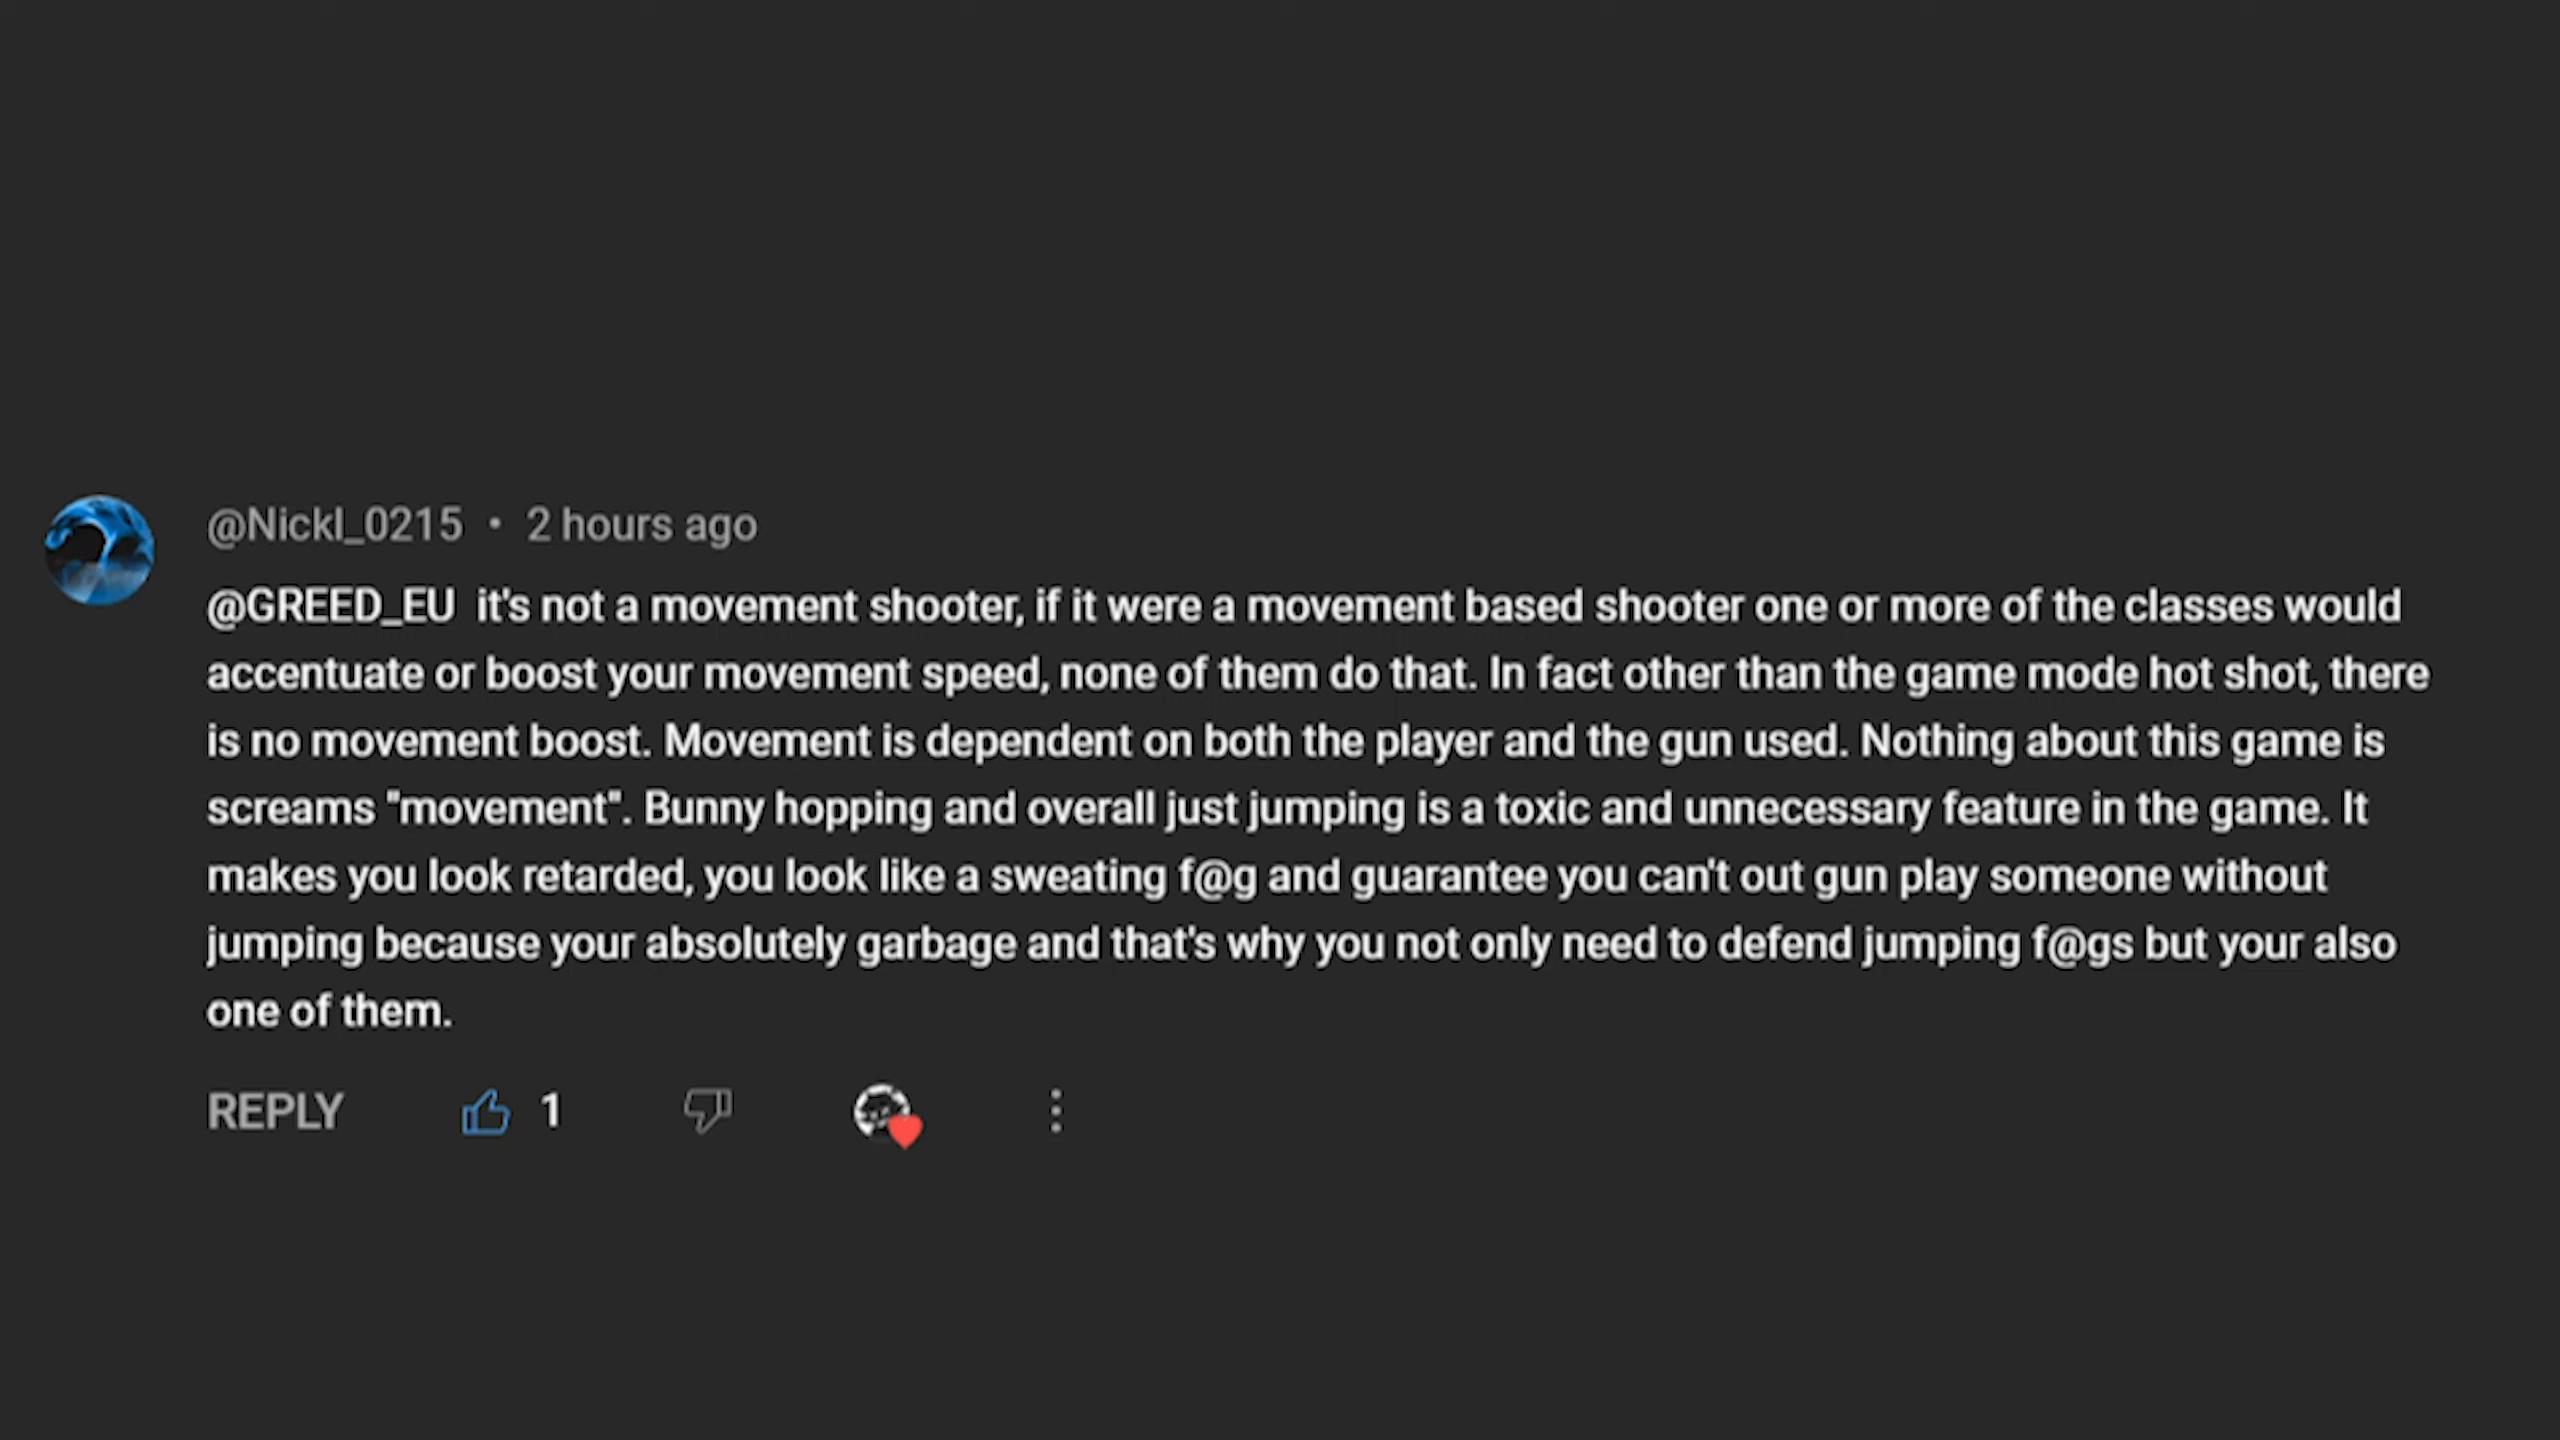 @Nickl_0215 • 2 hours ago
@GREED_EU it's not a movement shooter, if it were a movement based shooter one or more of the classes would
accentuate or boost your movement speed, none of them do that. In fact other than the game mode hot shot, there
is no movement boost. Movement is dependent on both the player and the gun used. Nothing about this game is
screams "movement". Bunny hopping and overall just jumping is a toxic and unnecessary feature in the game. It
makes you look retarded, you look like a sweating f@g and guarantee you can't out gun play someone without
jumping because your absolutely garbage and that's why you not only need to defend jumping f@gs but your also
one of them.
REPLY 1